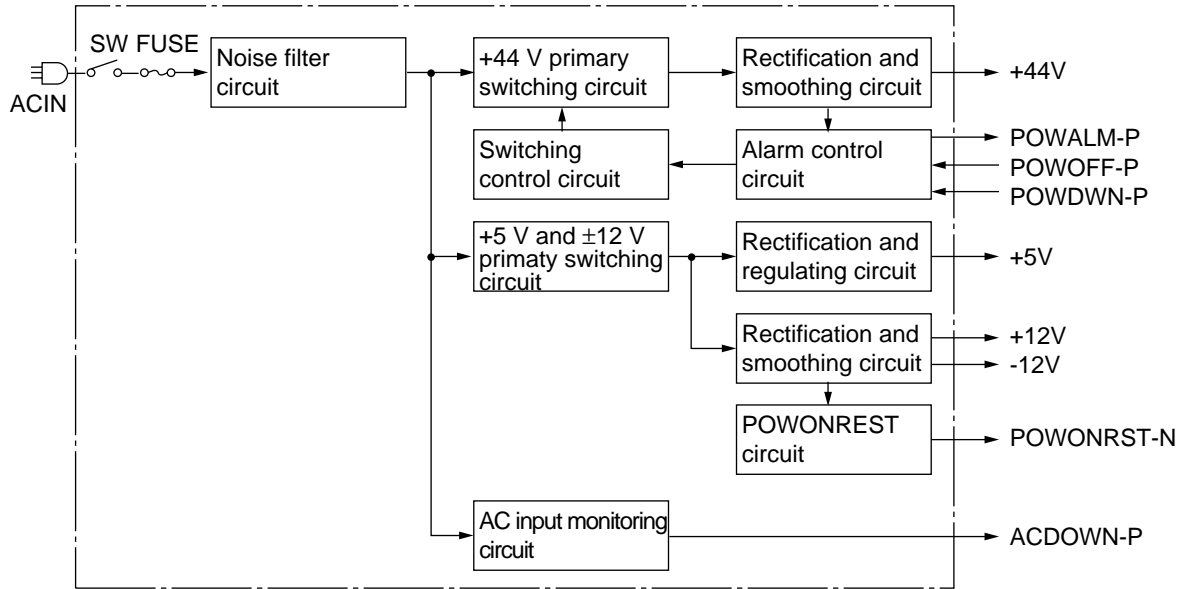 SW FUSE
ACIN
Noise filter
circuit
+44 V primary
switching circuit
Rectification and
smoothing circuit
+44V
Switching
control circuit
Alarm control
circuit
POWALM-P
POWOFF-P
POWDWN-P
+5 V and ±12 V
primaty switching
circuit
Rectification and
regulating circuit
+5V
Rectification and
smoothing circuit
+12V
-12V
POWONREST
circuit
POWONRST-N
AC input monitoring
circuit
ACDOWN-P